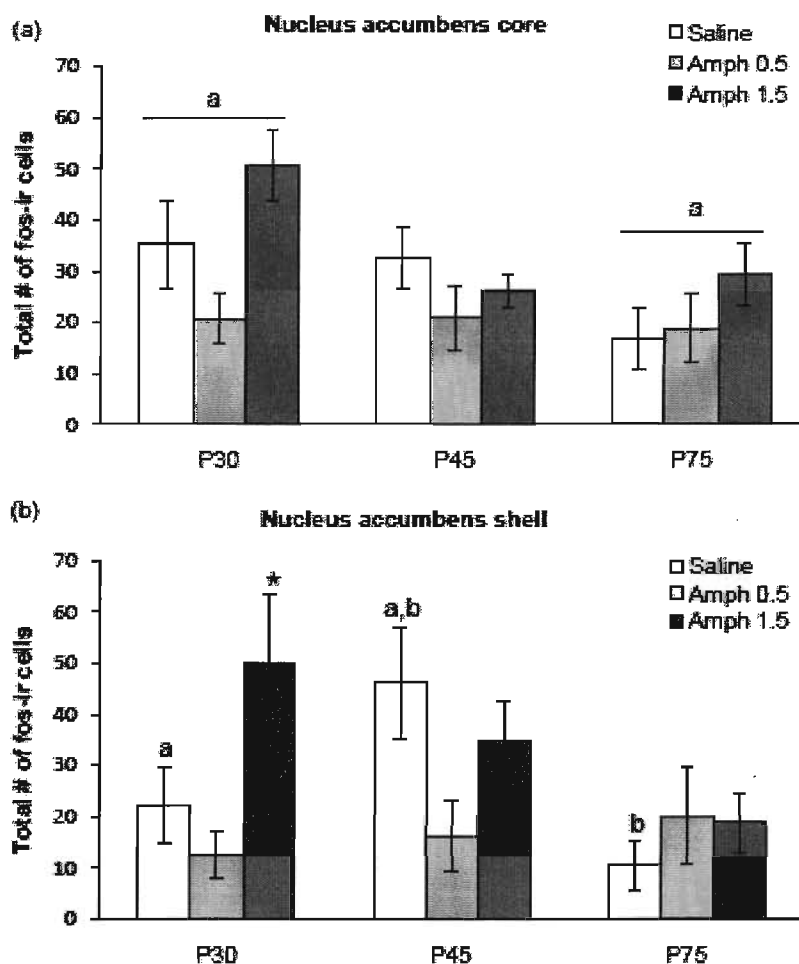 (a)
Nucleus accumbens core
Saline
Amph 0.5
Amph 1.5
Total # of fos-ir cells
70
60
50
40
30
20
10
0
a
a
P30 P45 P75
(b)
Nucleus accumbens shell
Saline
Amph 0.5
Amph 1.5
Total # of fos-ir cells
70
60
50
40
30
20
10
0
a
*
a,b
b
P30 P45 P75